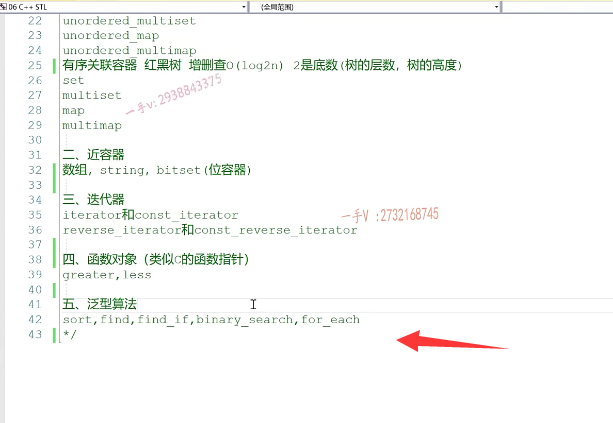 06 C++ STL
(全局范围)
22 unordered_multiset
23 unordered_map
24 unordered_multimap
25 有序关联容器 红黑树 增删查O(log2n) 2是底数(树的层数, 树的高度)
26 set
27 multiset
一手v:2938843375
28 map
29 multimap
30
31 二、近容器
32 数组, string, bitset(位容器)
33
34 三、迭代器
35 iterator和const_iterator
一手V :2732168745
36 reverse_iterator和const_reverse_iterator
37
38 四、函数对象 (类似C的函数指针)
39 greater,less
40
41 五、泛型算法
42 sort,find,find_if,binary_search,for_each
43 */